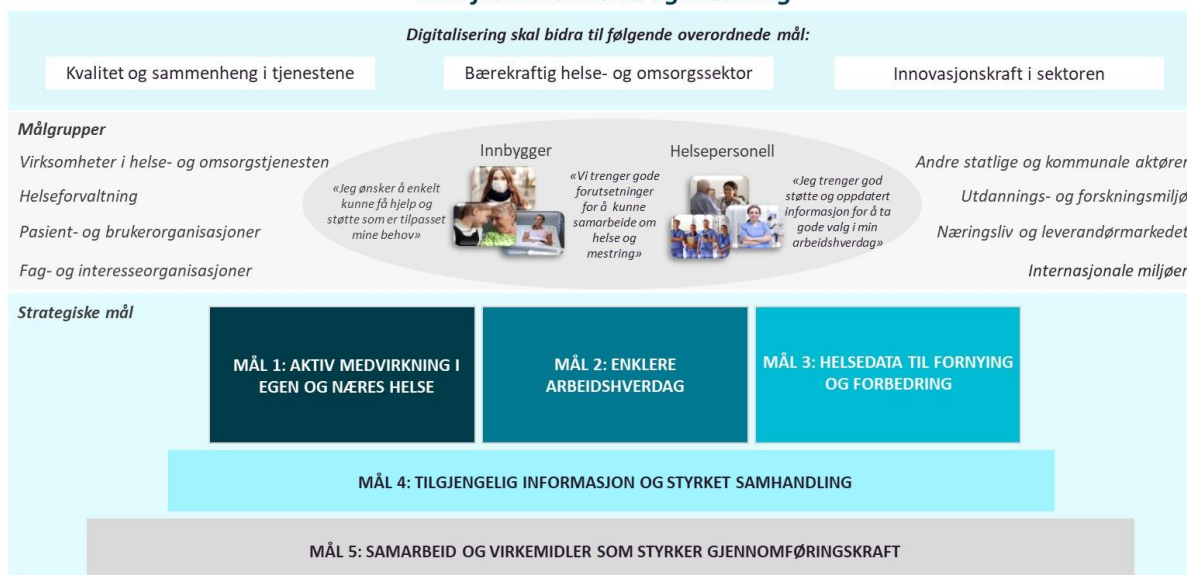 Digitalisering skal bidra til følgende overordnede mål:
Kvalitet og sammenheng i tjenestene
Bærekraftig helse- og omsorgssektor
Innovasjonskraft i sektoren
Målgrupper
Virksomheter i helse- og omsorgstjenesten
Helseforvaltning
Pasient- og brukerorganisasjoner
Fag- og interesseorganisasjoner
Innbygger
Helsepersonell
«Jeg ønsker å enkelt
kunne få hjelp og
støtte som er tilpasset
mine behov»
«Vi trenger gode
forutsetninger
for å kunne
samarbeide om
helse og
mestring»
«Jeg trenger god
støtte og oppdatert
informasjon for å ta
gode valg i min
arbeidshverdag»
Andre statlige og kommunale aktører
Utdannings- og forskningsmiljø
Næringsliv og leverandørmarkedet
Internasjonale miljøer
Strategiske mål
MÅL 1: AKTIV MEDVIRKNING I
EGEN OG NÆRES HELSE
MÅL 2: ENKLERE
ARBEIDSHVERDAG
MÅL 3: HELSEDATA TIL FORNYING
OG FORBEDRING
MÅL 4: TILGJENGELIG INFORMASJON OG STYRKET SAMHANDLING
MÅL 5: SAMARBEID OG VIRKEMIDLER SOM STYRKER GJENNOMFØRINGSKRAFT